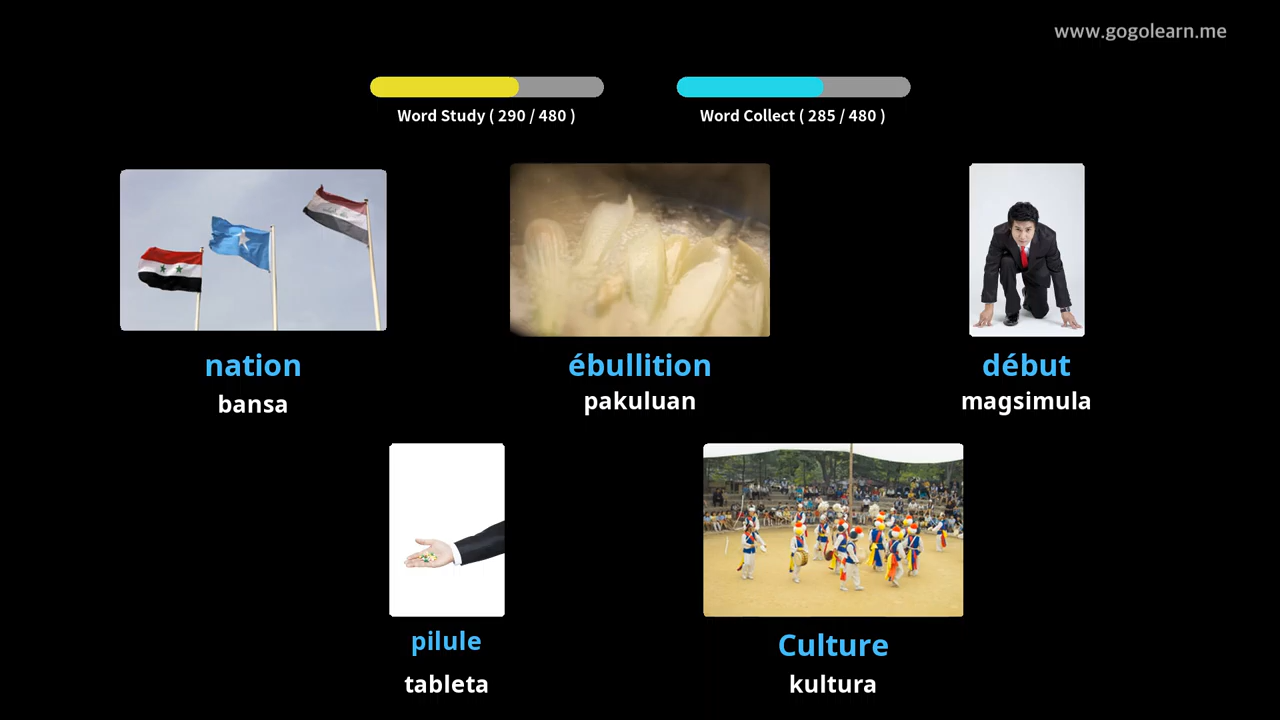 www.gogolearn.me
Word Study ( 290 / 480 )
Word Collect ( 285 / 480 )
nation
bansa
ébullition
pakuluan
début
magsimula
pilule
tableta
Culture
kultura